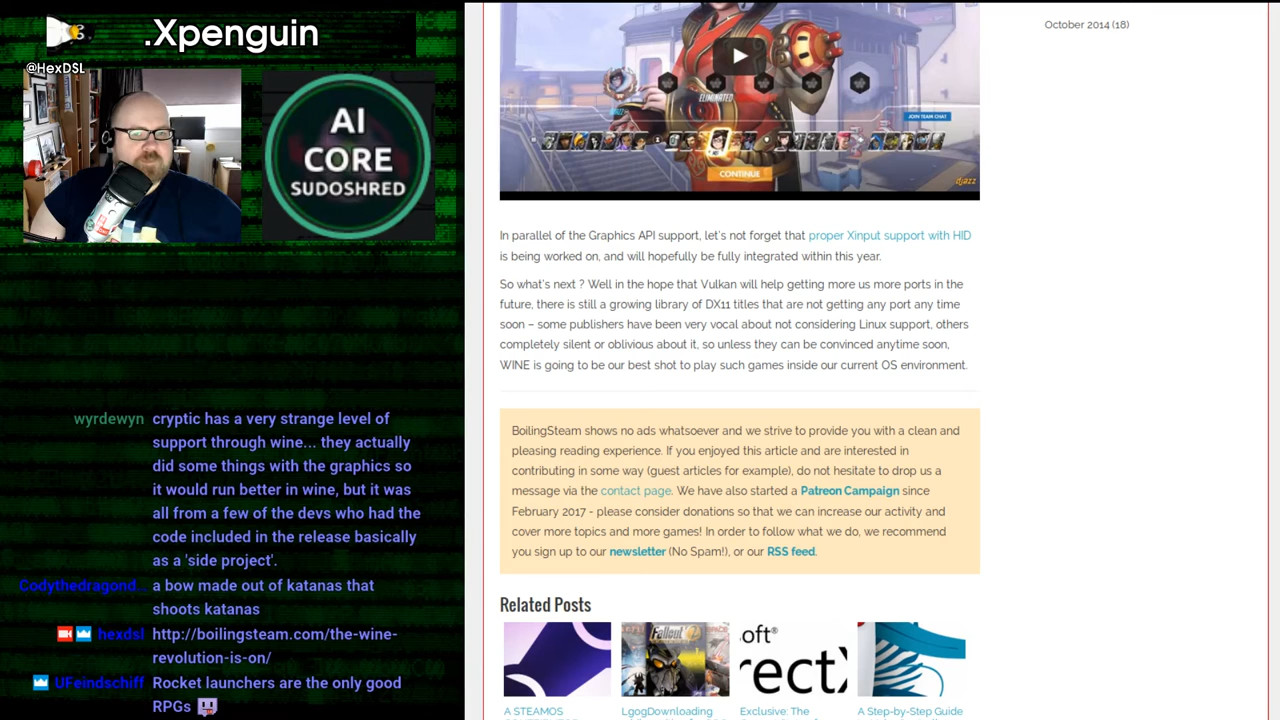 .Xpenguin
@HexDSL
AI
CORE
SUDOSHRED
wyrdewyn cryptic has a very strange level of
support through wine... they actually
did some things with the graphics so
it would run better in wine, but it was
all from a few of the devs who had the
code included in the release basically
as a 'side project'.
Codythedragond... a bow made out of katanas that
shoots katanas
hexdsl http://boilingsteam.com/the-wine-
revolution-is-on/
UFeindschiff Rocket launchers are the only good
RPGs
ELIMINATED
JOIN TEAM CHAT
CONTINUE
djazz
October 2014 (18)
In parallel of the Graphics API support, let's not forget that proper Xinput support with HID
is being worked on, and will hopefully be fully integrated within this year.
So what's next ? Well in the hope that Vulkan will help getting more us more ports in the
future, there is still a growing library of DX11 titles that are not getting any port any time
soon – some publishers have been very vocal about not considering Linux support, others
completely silent or oblivious about it, so unless they can be convinced anytime soon,
WINE is going to be our best shot to play such games inside our current OS environment.
BoilingSteam shows no ads whatsoever and we strive to provide you with a clean and
pleasing reading experience. If you enjoyed this article and are interested in
contributing in some way (guest articles for example), do not hesitate to drop us a
message via the contact page. We have also started a Patreon Campaign since
February 2017 - please consider donations so that we can increase our activity and
cover more topics and more games! In order to follow what we do, we recommend
you sign up to our newsletter (No Spam!), or our RSS feed.
Related Posts
Fallout
soft®
rectX
A STEAMOS
LgogDownloading
Exclusive: The
A Step-by-Step Guide